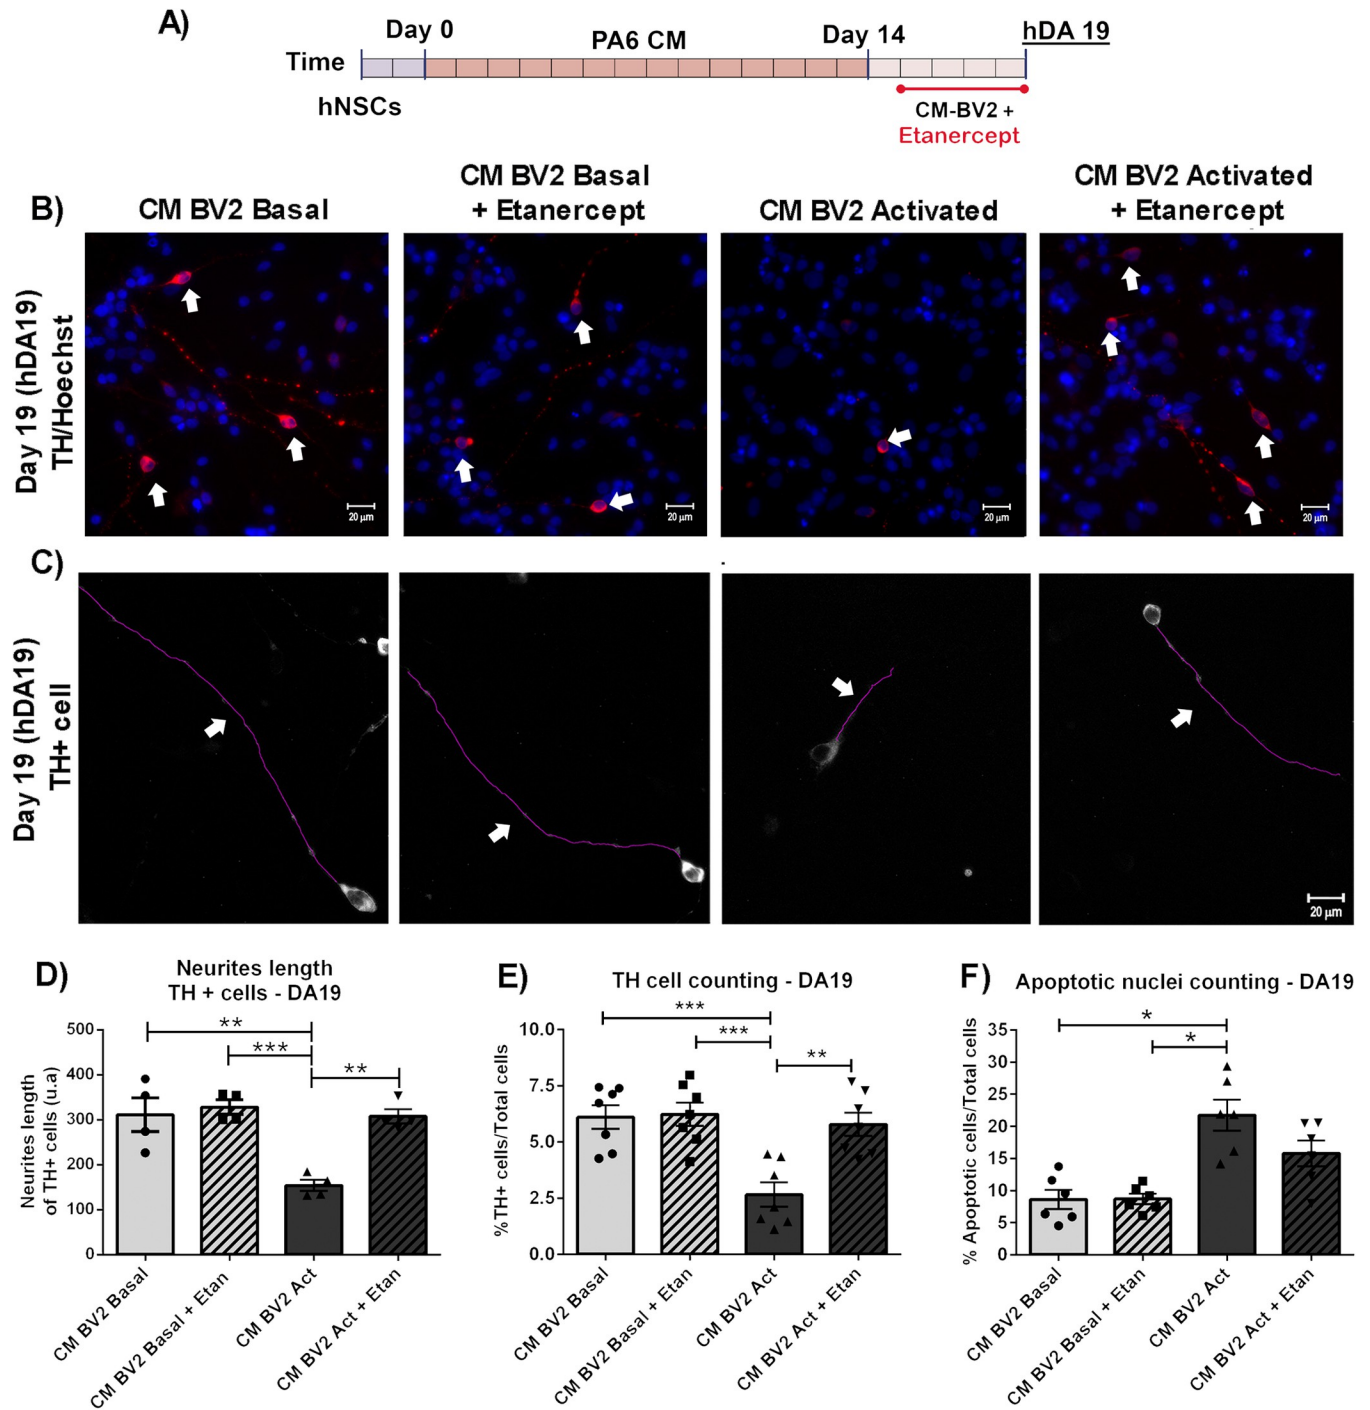 A)
Day 0
PA6 CM
Day 14
hDA 19
Time
hNSCs
CM-BV2 +
Etanercept
B)
CM BV2 Basal
CM BV2 Basal
+ Etanercept
CM BV2 Activated
CM BV2 Activated
+ Etanercept
Day 19 (hDA19)
TH/Hoechst
20 µm
20 µm
20 µm
20 µm
C)
Day 19 (hDA19)
TH+ cell
20 µm
D)
Neurites length
TH + cells - DA19
**
***
**
Neurites length
of TH+ cells (u.a)
500
400
300
200
100
0
CM BV2 Basal
CM BV2 Basal + Etan
CM BV2 Act
CM BV2 Act + Etan
E)
TH cell counting - DA19
***
***
**
%TH+ cells/Total cells
10.0
7.5
5.0
2.5
0.0
CM BV2 Basal
CM BV2 Basal + Etan
CM BV2 Act
CM BV2 Act + Etan
F)
Apoptotic nuclei counting - DA19
*
*
% Apoptotic cells/Total cells
35
30
25
20
15
10
5
0
CM BV2 Basal
CM BV2 Basal + Etan
CM BV2 Act
CM BV2 Act + Etan